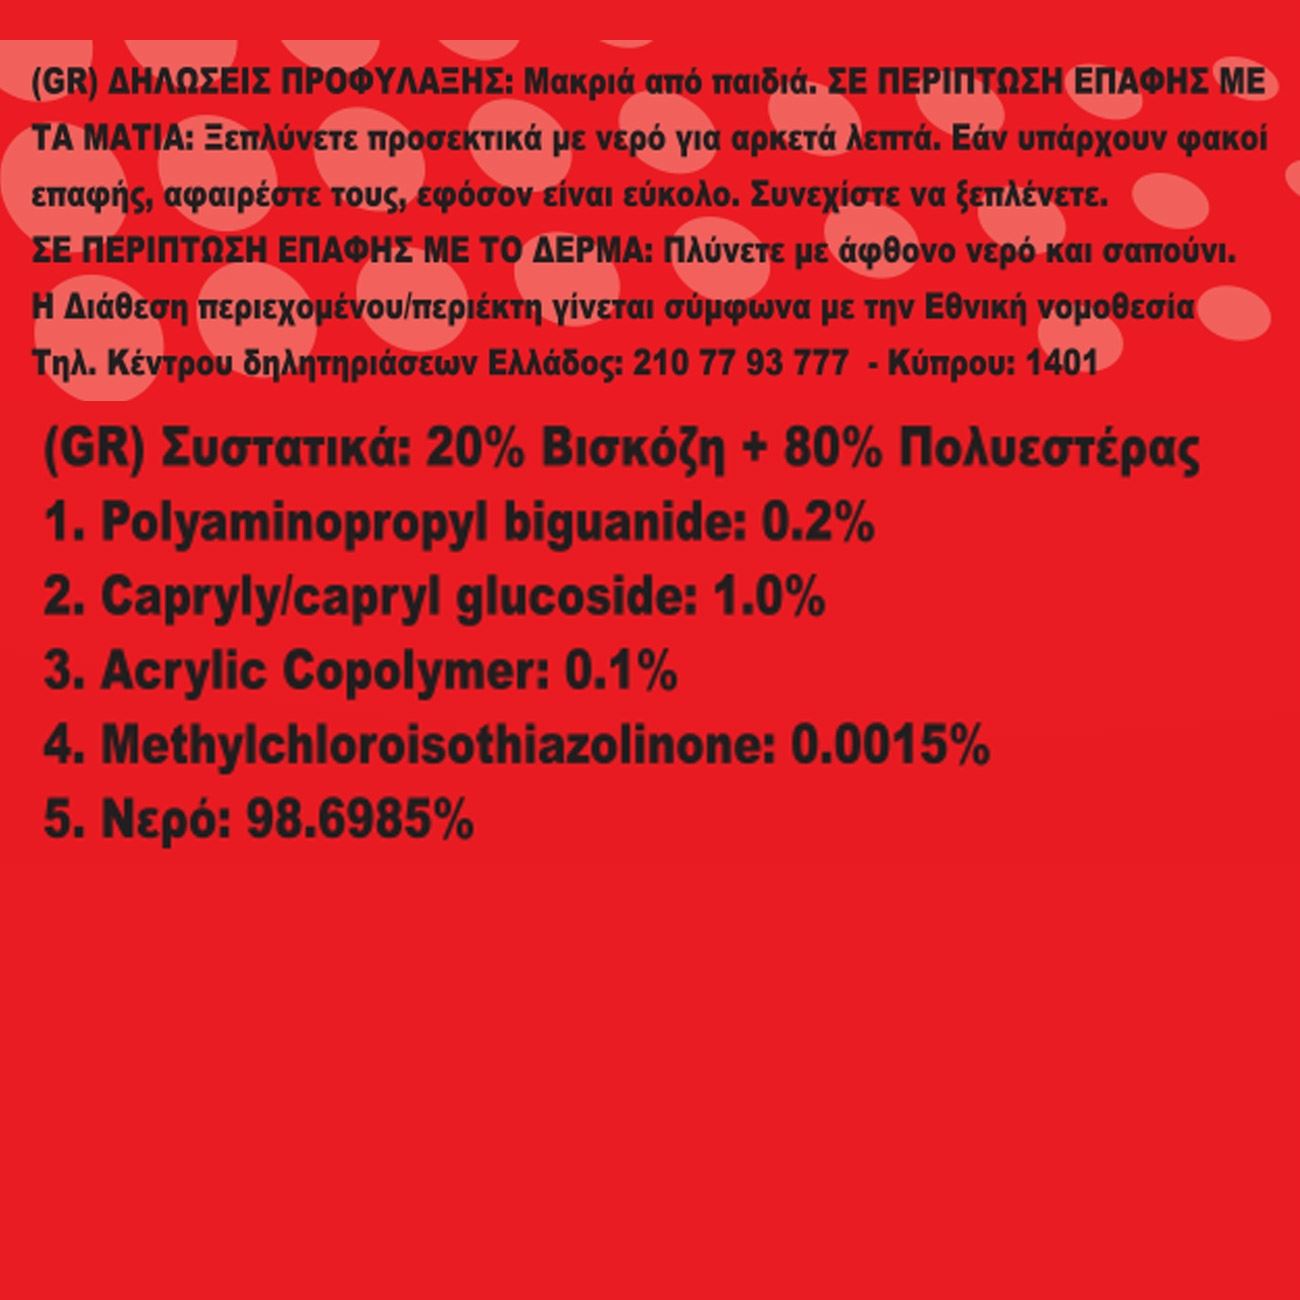 (GR) ΔΗΛΩΣΕΙΣ ΠΡΟΦΥΛΑΞΗΣ: Μακριά από παιδιά. ΣΕ ΠΕΡΙΠΤΩΣΗ ΕΠΑΦΗΣ ΜΕ
ΤΑ ΜΑΤΙΑ: Ξεπλύνετε προσεκτικά με νερό για αρκετά λεπτά. Εάν υπάρχουν φακοί
επαφής, αφαιρέστε τους, εφόσον είναι εύκολο. Συνεχίστε να ξεπλένετε.
ΣΕ ΠΕΡΙΠΤΩΣΗ ΕΠΑΦΗΣ ΜΕ ΤΟ ΔΕΡΜΑ: Πλύνετε με άφθονο νερό και σαπούνι.
Η Διάθεση περιεχομένου/περιέκτη γίνεται σύμφωνα με την Εθνική νομοθεσία
Τηλ. Κέντρου δηλητηριάσεων Ελλάδος: 210 77 93 777 - Κύπρου: 1401
(GR) Συστατικά: 20% Βισκόζη + 80% Πολυεστέρας
1. Polyaminopropyl biguanide: 0.2%
2. Capryly/capryl glucoside: 1.0%
3. Acrylic Copolymer: 0.1%
4. Methylchloroisothiazolinone: 0.0015%
5. Νερό: 98.6985%